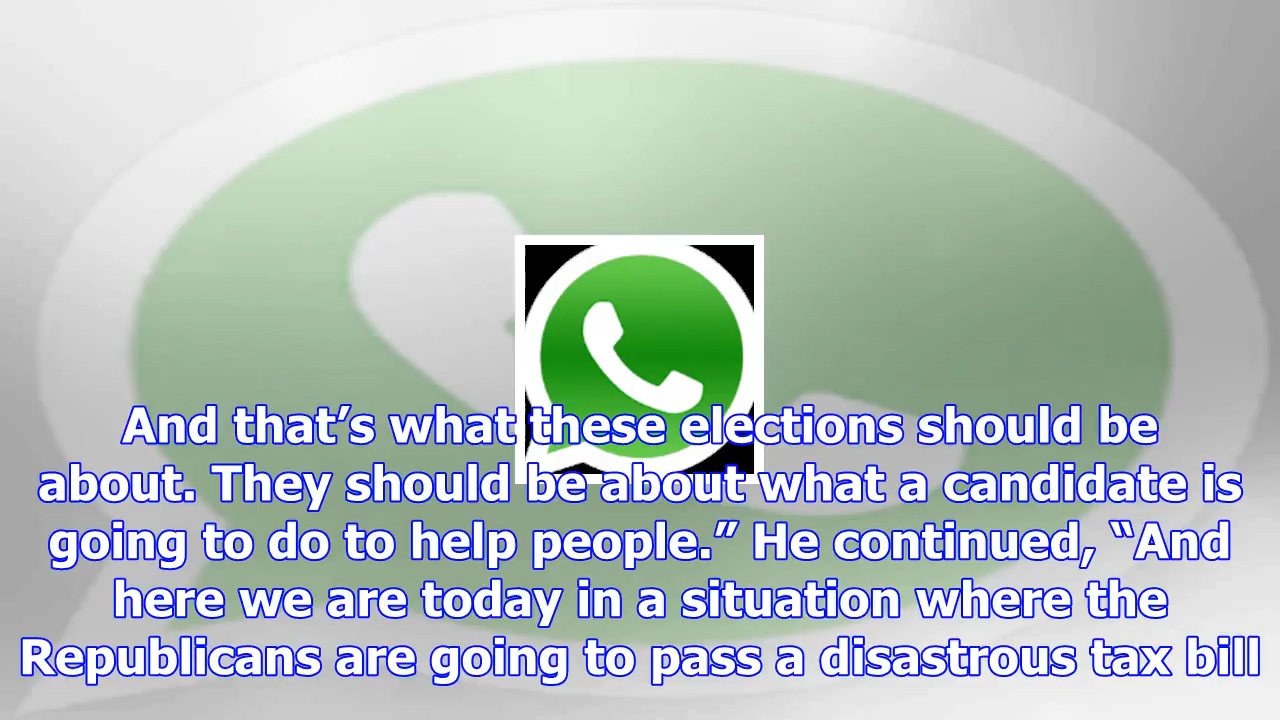 And that’s what these elections should be
about. They should be about what a candidate is
going to do to help people.” He continued, “And
here we are today in a situation where the
Republicans are going to pass a disastrous tax bill